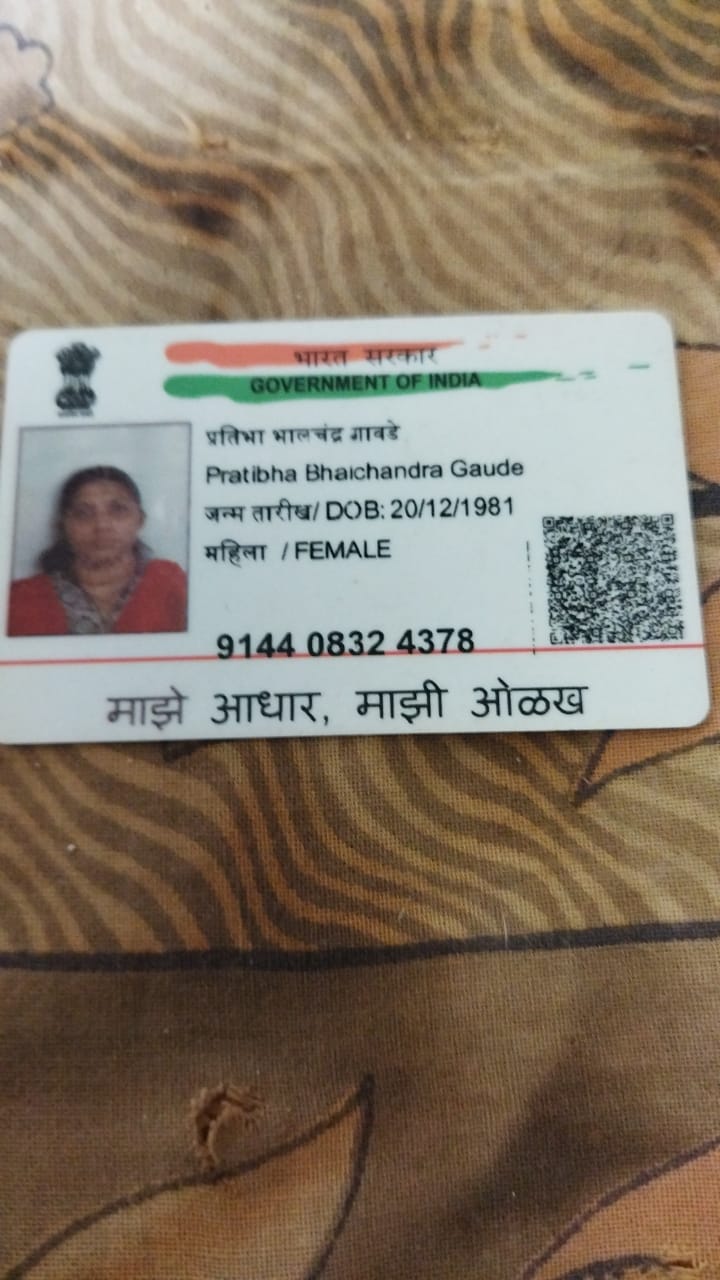 भारत सरकार
GOVERNMENT OF INDIA
प्रतिभा भालचंद्र गावडे
Pratibha Bhaichandra Gaude
जन्म तारीख/ DOB: 20/12/1981
महिला / FEMALE
9144 0832 4378
माझे आधार, माझी ओळख